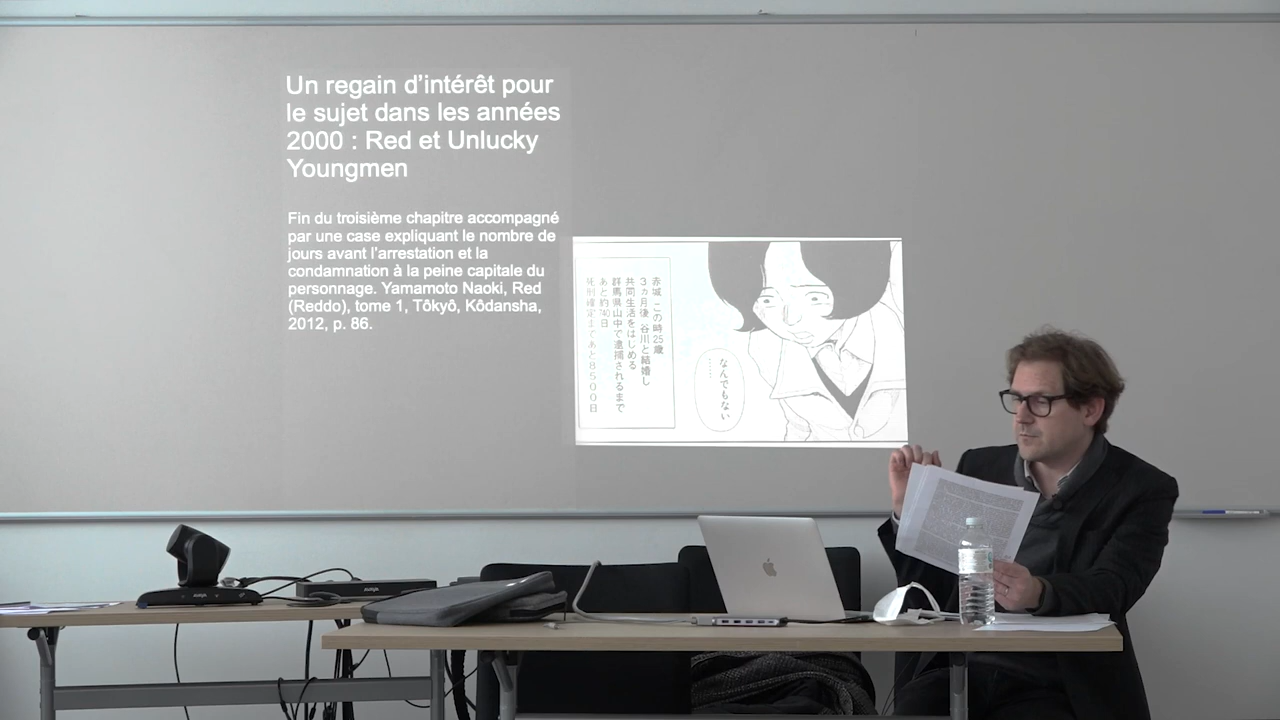 Un regain d’intérêt pour
le sujet dans les années
2000 : Red et Unlucky
Youngmen
Fin du troisième chapitre accompagné
par une case expliquant le nombre de
jours avant l’arrestation et la
condamnation à la peine capitale du
personnage. Yamamoto Naoki, Red
(Reddo), tome 1, Tôkyô, Kôdansha,
2012, p. 86.
赤城 この時25歳
3ヵ月後 谷川と結婚し
共同生活をはじめる
群馬県山中で逮捕されるまで
あと約740日
死刑確定まであと8500日
なんでもない
……